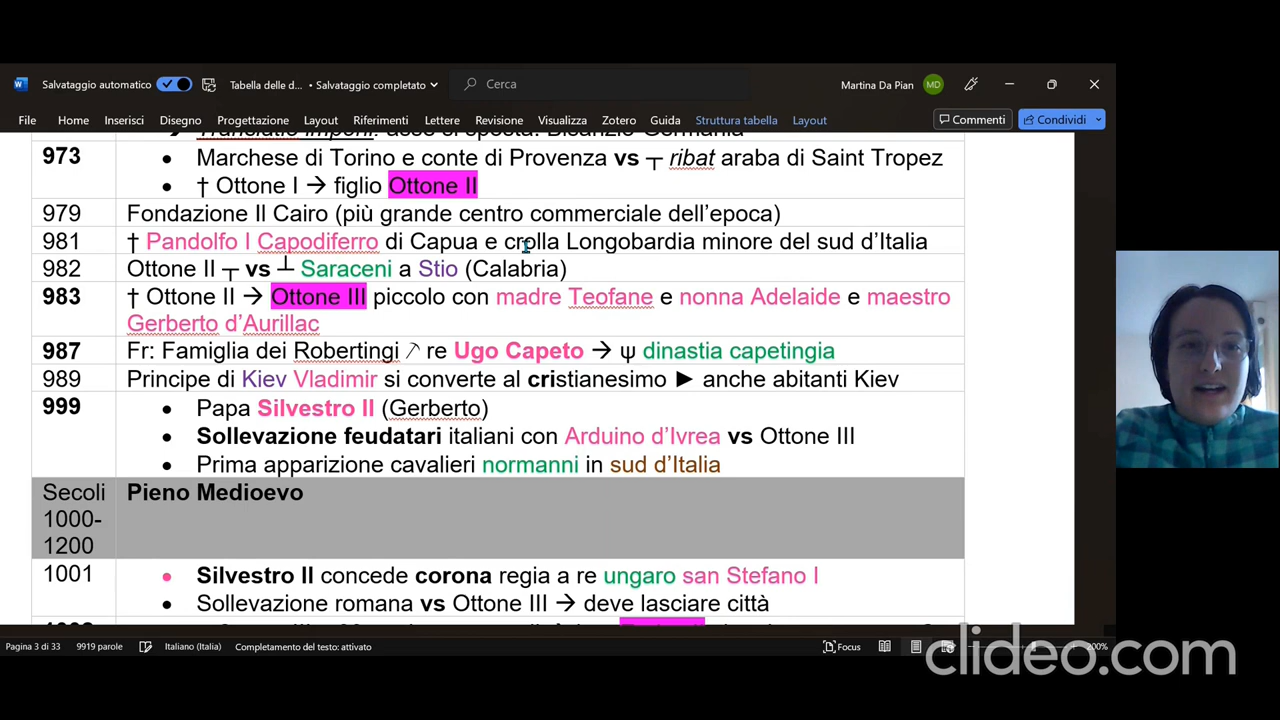 Salvataggio automatico Tabella delle d... • Salvataggio completato Cerca Martina Da Pian MD
File Home Inserisci Disegno Progettazione Layout Riferimenti Lettere Revisione Visualizza Zotero Guida Struttura tabella Layout Commenti Condividi
973
• Marchese di Torino e conte di Provenza vs ┬ ribat araba di Saint Tropez
• † Ottone I → figlio Ottone II
979 Fondazione Il Cairo (più grande centro commerciale dell'epoca)
981 † Pandolfo I Capodiferro di Capua e crolla Longobardia minore del sud d'Italia
982 Ottone II ┬ vs ┴ Saraceni a Stio (Calabria)
983 † Ottone II → Ottone III piccolo con madre Teofane e nonna Adelaide e maestro
Gerberto d'Aurillac
987 Fr: Famiglia dei Robertingi ↗ re Ugo Capeto → ψ dinastia capetingia
989 Principe di Kiev Vladimir si converte al cristianesimo ► anche abitanti Kiev
999 • Papa Silvestro II (Gerberto)
• Sollevazione feudatari italiani con Arduino d'Ivrea vs Ottone III
• Prima apparizione cavalieri normanni in sud d'Italia
Secoli Pieno Medioevo
1000-
1200
1001 • Silvestro II concede corona regia a re ungaro san Stefano I
• Sollevazione romana vs Ottone III → deve lasciare città
Pagina 3 di 33 9919 parole Italiano (Italia) Completamento del testo: attivato Focus 200%
clideo.com